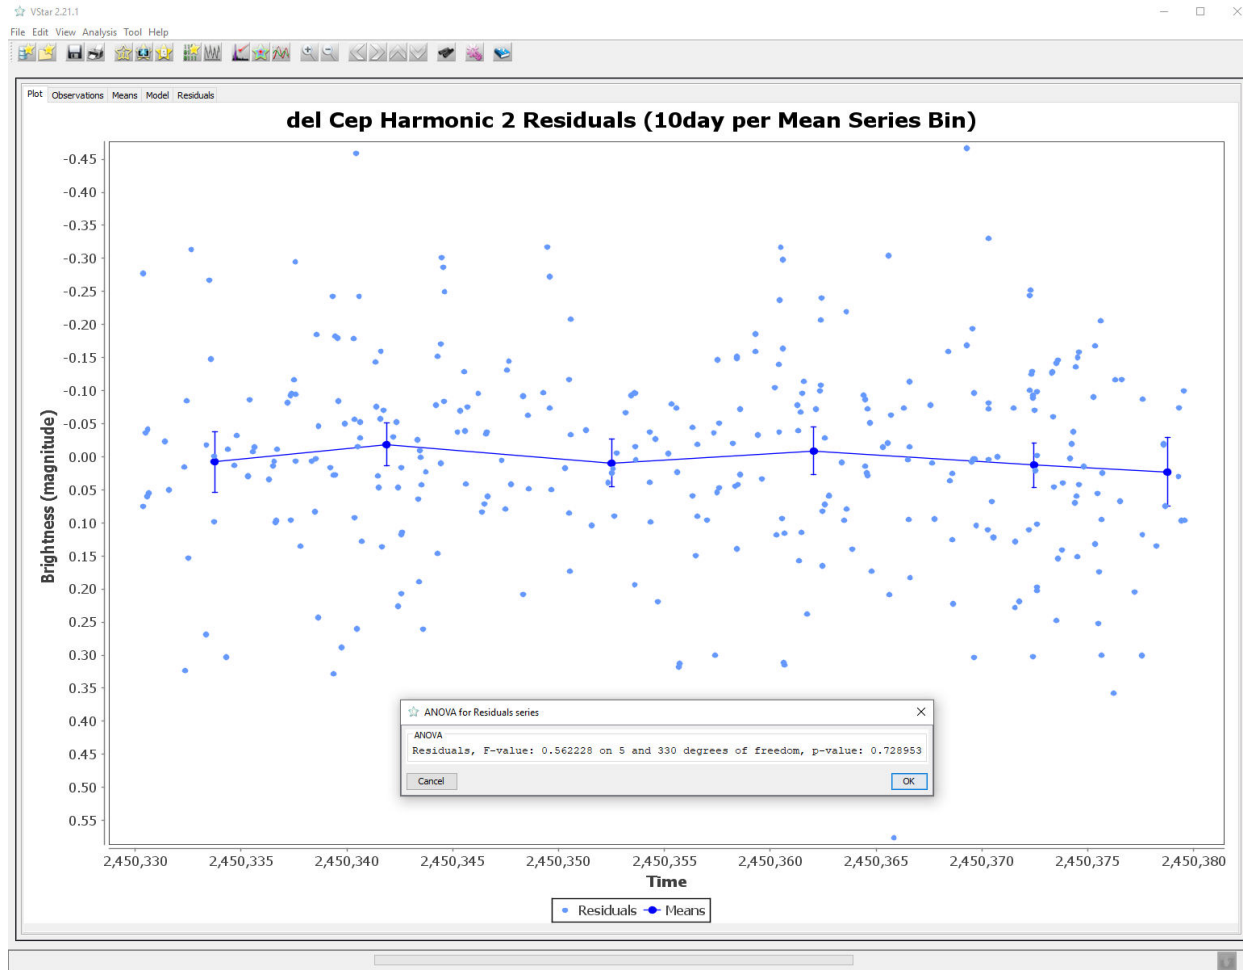 VStar 2.21.1
File Edit View Analysis Tool Help
Plot Observations Means Model Residuals
del Cep Harmonic 2 Residuals (10day per Mean Series Bin)
Brightness (magnitude)
-0.45
-0.40
-0.35
-0.30
-0.25
-0.20
-0.15
-0.10
-0.05
0.00
0.05
0.10
0.15
0.20
0.25
0.30
0.35
0.40
0.45
0.50
0.55
ANOVA for Residuals series
ANOVA
Residuals, F-value: 0.562228 on 5 and 330 degrees of freedom, p-value: 0.728953
Cancel OK
2,450,330 2,450,335 2,450,340 2,450,345 2,450,350 2,450,355 2,450,360 2,450,365 2,450,370 2,450,375 2,450,380
Time
Residuals Means